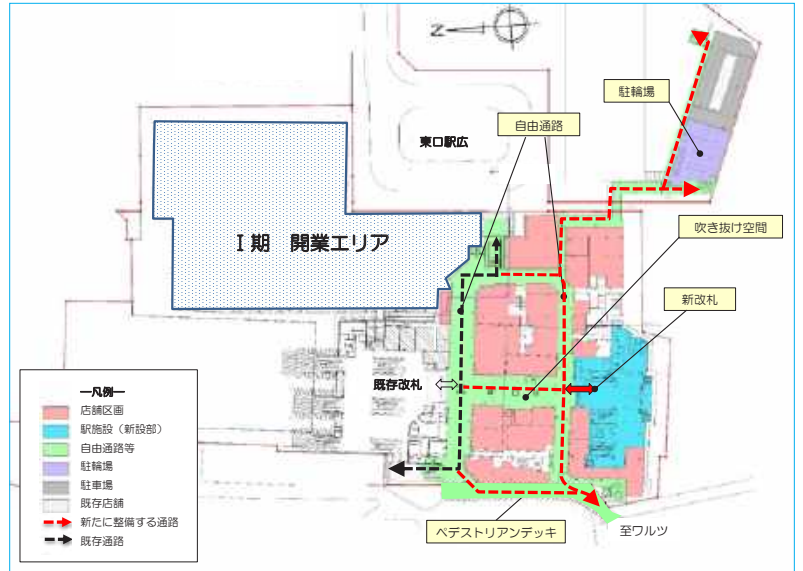 Z
駐輪場
自由通路
東口駅広
吹き抜け空間
Ⅰ期 開業エリア
新改札
既存改札
―凡例―
店舗区画
駅施設（新設部）
自由通路等
駐輪場
駐車場
既存店舗
新たに整備する通路
既存通路
ペデストリアンデッキ
至ワルツ